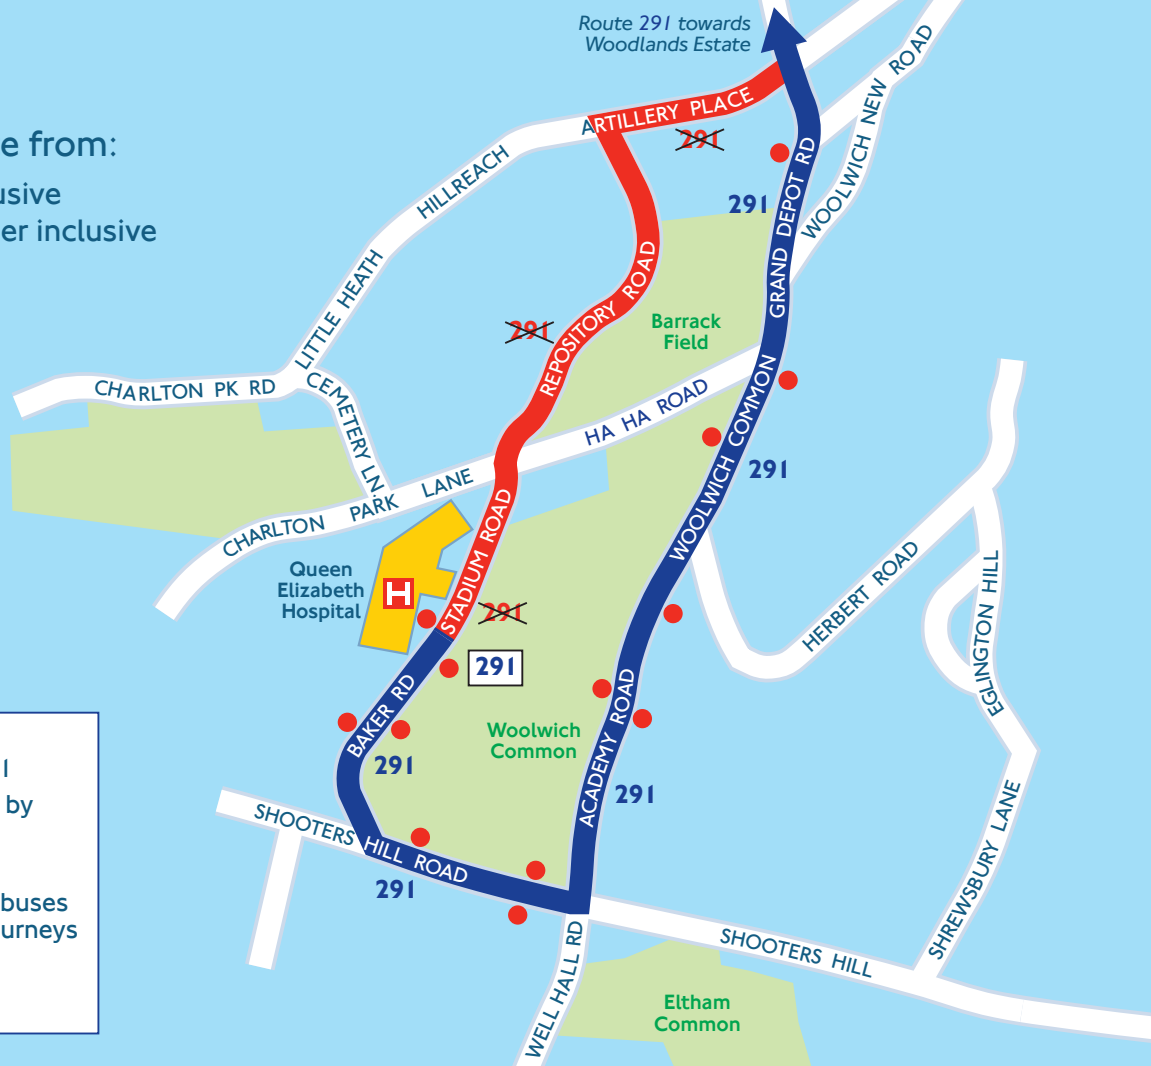 Route 291 towards
Woodlands Estate
e from:
usive
er inclusive
ARTILLERY PLACE
291
HILLREACH
WOOLWICH NEW ROAD
GRAND DEPOT RD
291
LITTLE HEATH
REPOSITORY ROAD
291
Barrack
Field
CHARLTON PK RD
CEMETERY LN.
HA HA ROAD
WOOLWICH COMMON
291
CHARLTON PARK LANE
Queen
Elizabeth
Hospital
H
STADIUM ROAD
291
291
HERBERT ROAD
EGLINGTON HILL
BAKER RD
291
Woolwich
Common
ACADEMY ROAD
291
1
by
buses
urneys
SHOOTERS HILL ROAD
291
SHREWSBURY LANE
SHOOTERS HILL
WELL HALL RD
Eltham
Common